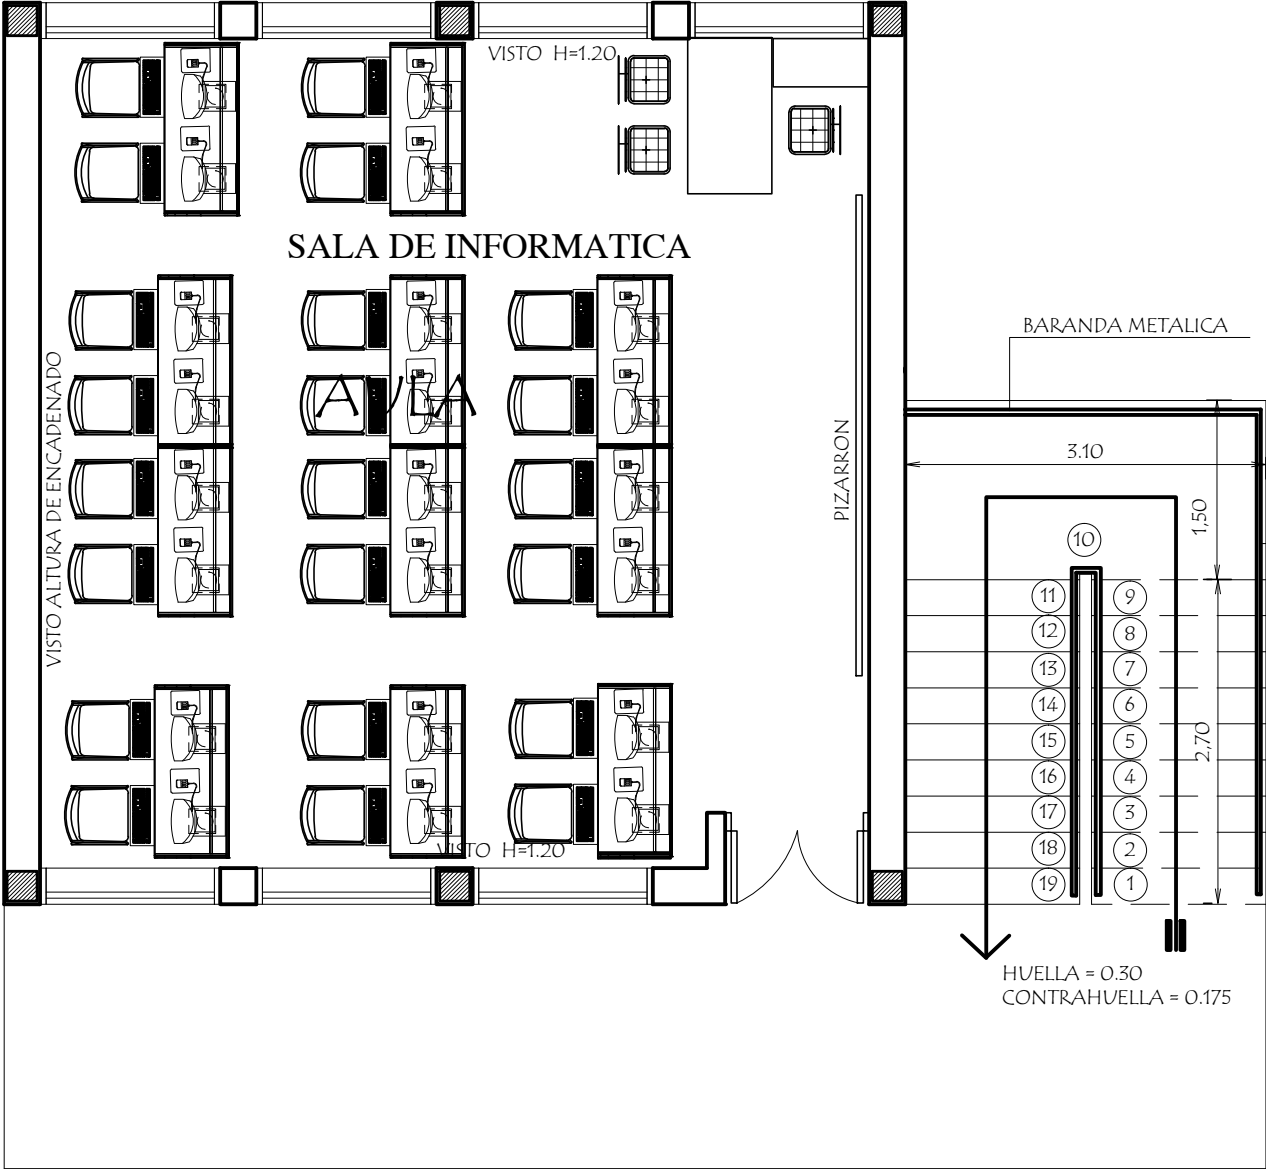 VISTO H=1.20
SALA DE INFORMATICA
BARANDA METALICA
VISTO ALTURA DE ENCADENADO
AULA
PIZARRON
3.10
1,50
10
11 9
12 8
13 7
14 6
15 5
16 4
17 3
18 2
19 1
2,70
VISTO H=1.20
HUELLA = 0.30
CONTRAHUELLA = 0.175